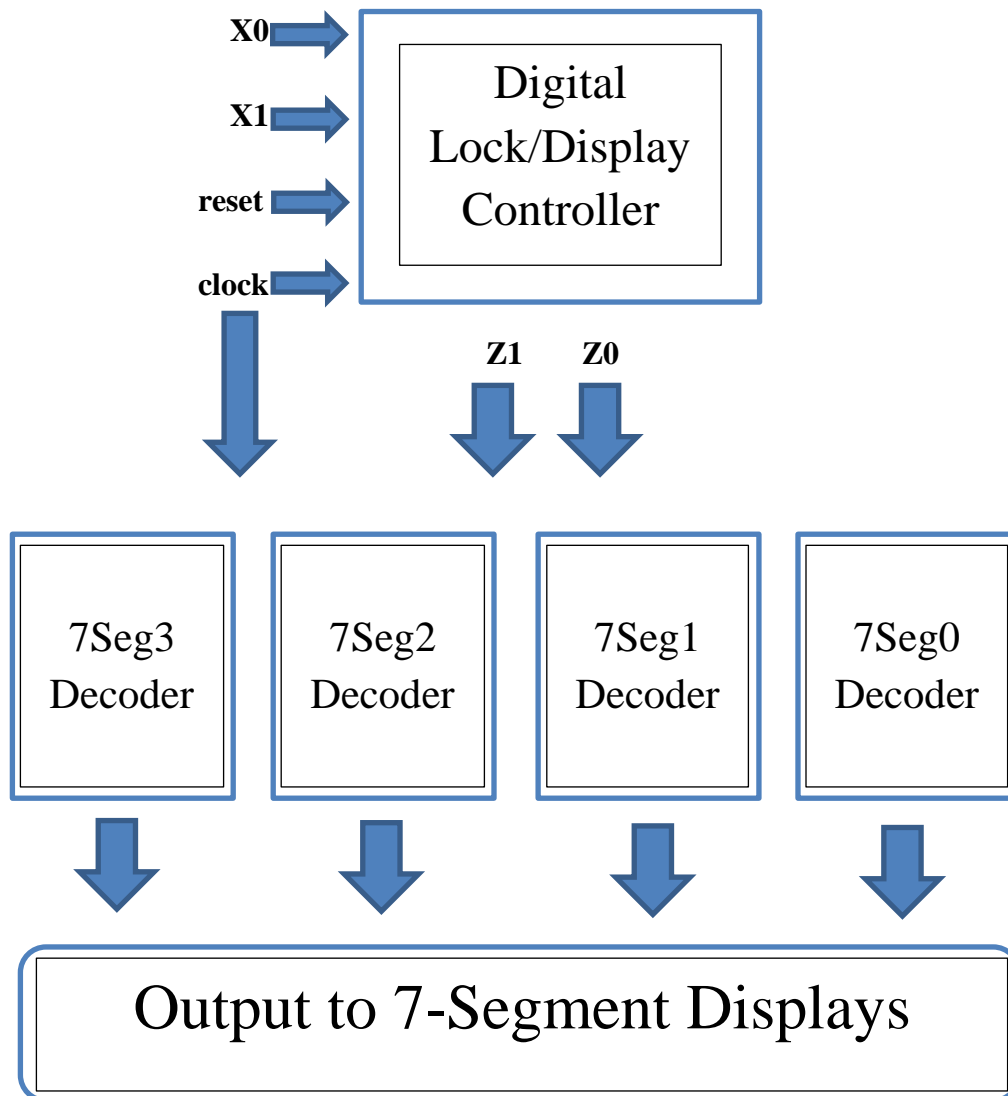 X0
Digital
Lock/Display
Controller
X1
reset
clock
Z1 Z0
7Seg3
Decoder
7Seg2
Decoder
7Seg1
Decoder
7Seg0
Decoder
Output to 7-Segment Displays